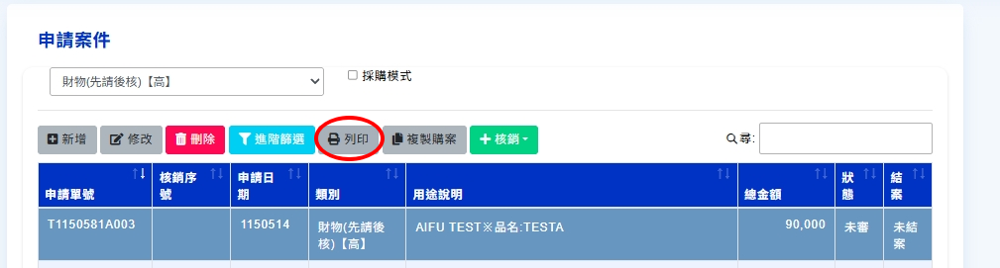 申請案件
財物(先請後核)【高】
採購模式
新增 修改 刪除 進階篩選 列印 複製購案 核銷 尋:
申請單號 核銷序號 申請日期 類別 用途說明 總金額 狀態 結案
T1150581A003 1150514 財物(先請後核)【高】 AIFU TEST※品名:TESTA 90,000 未審 未結案